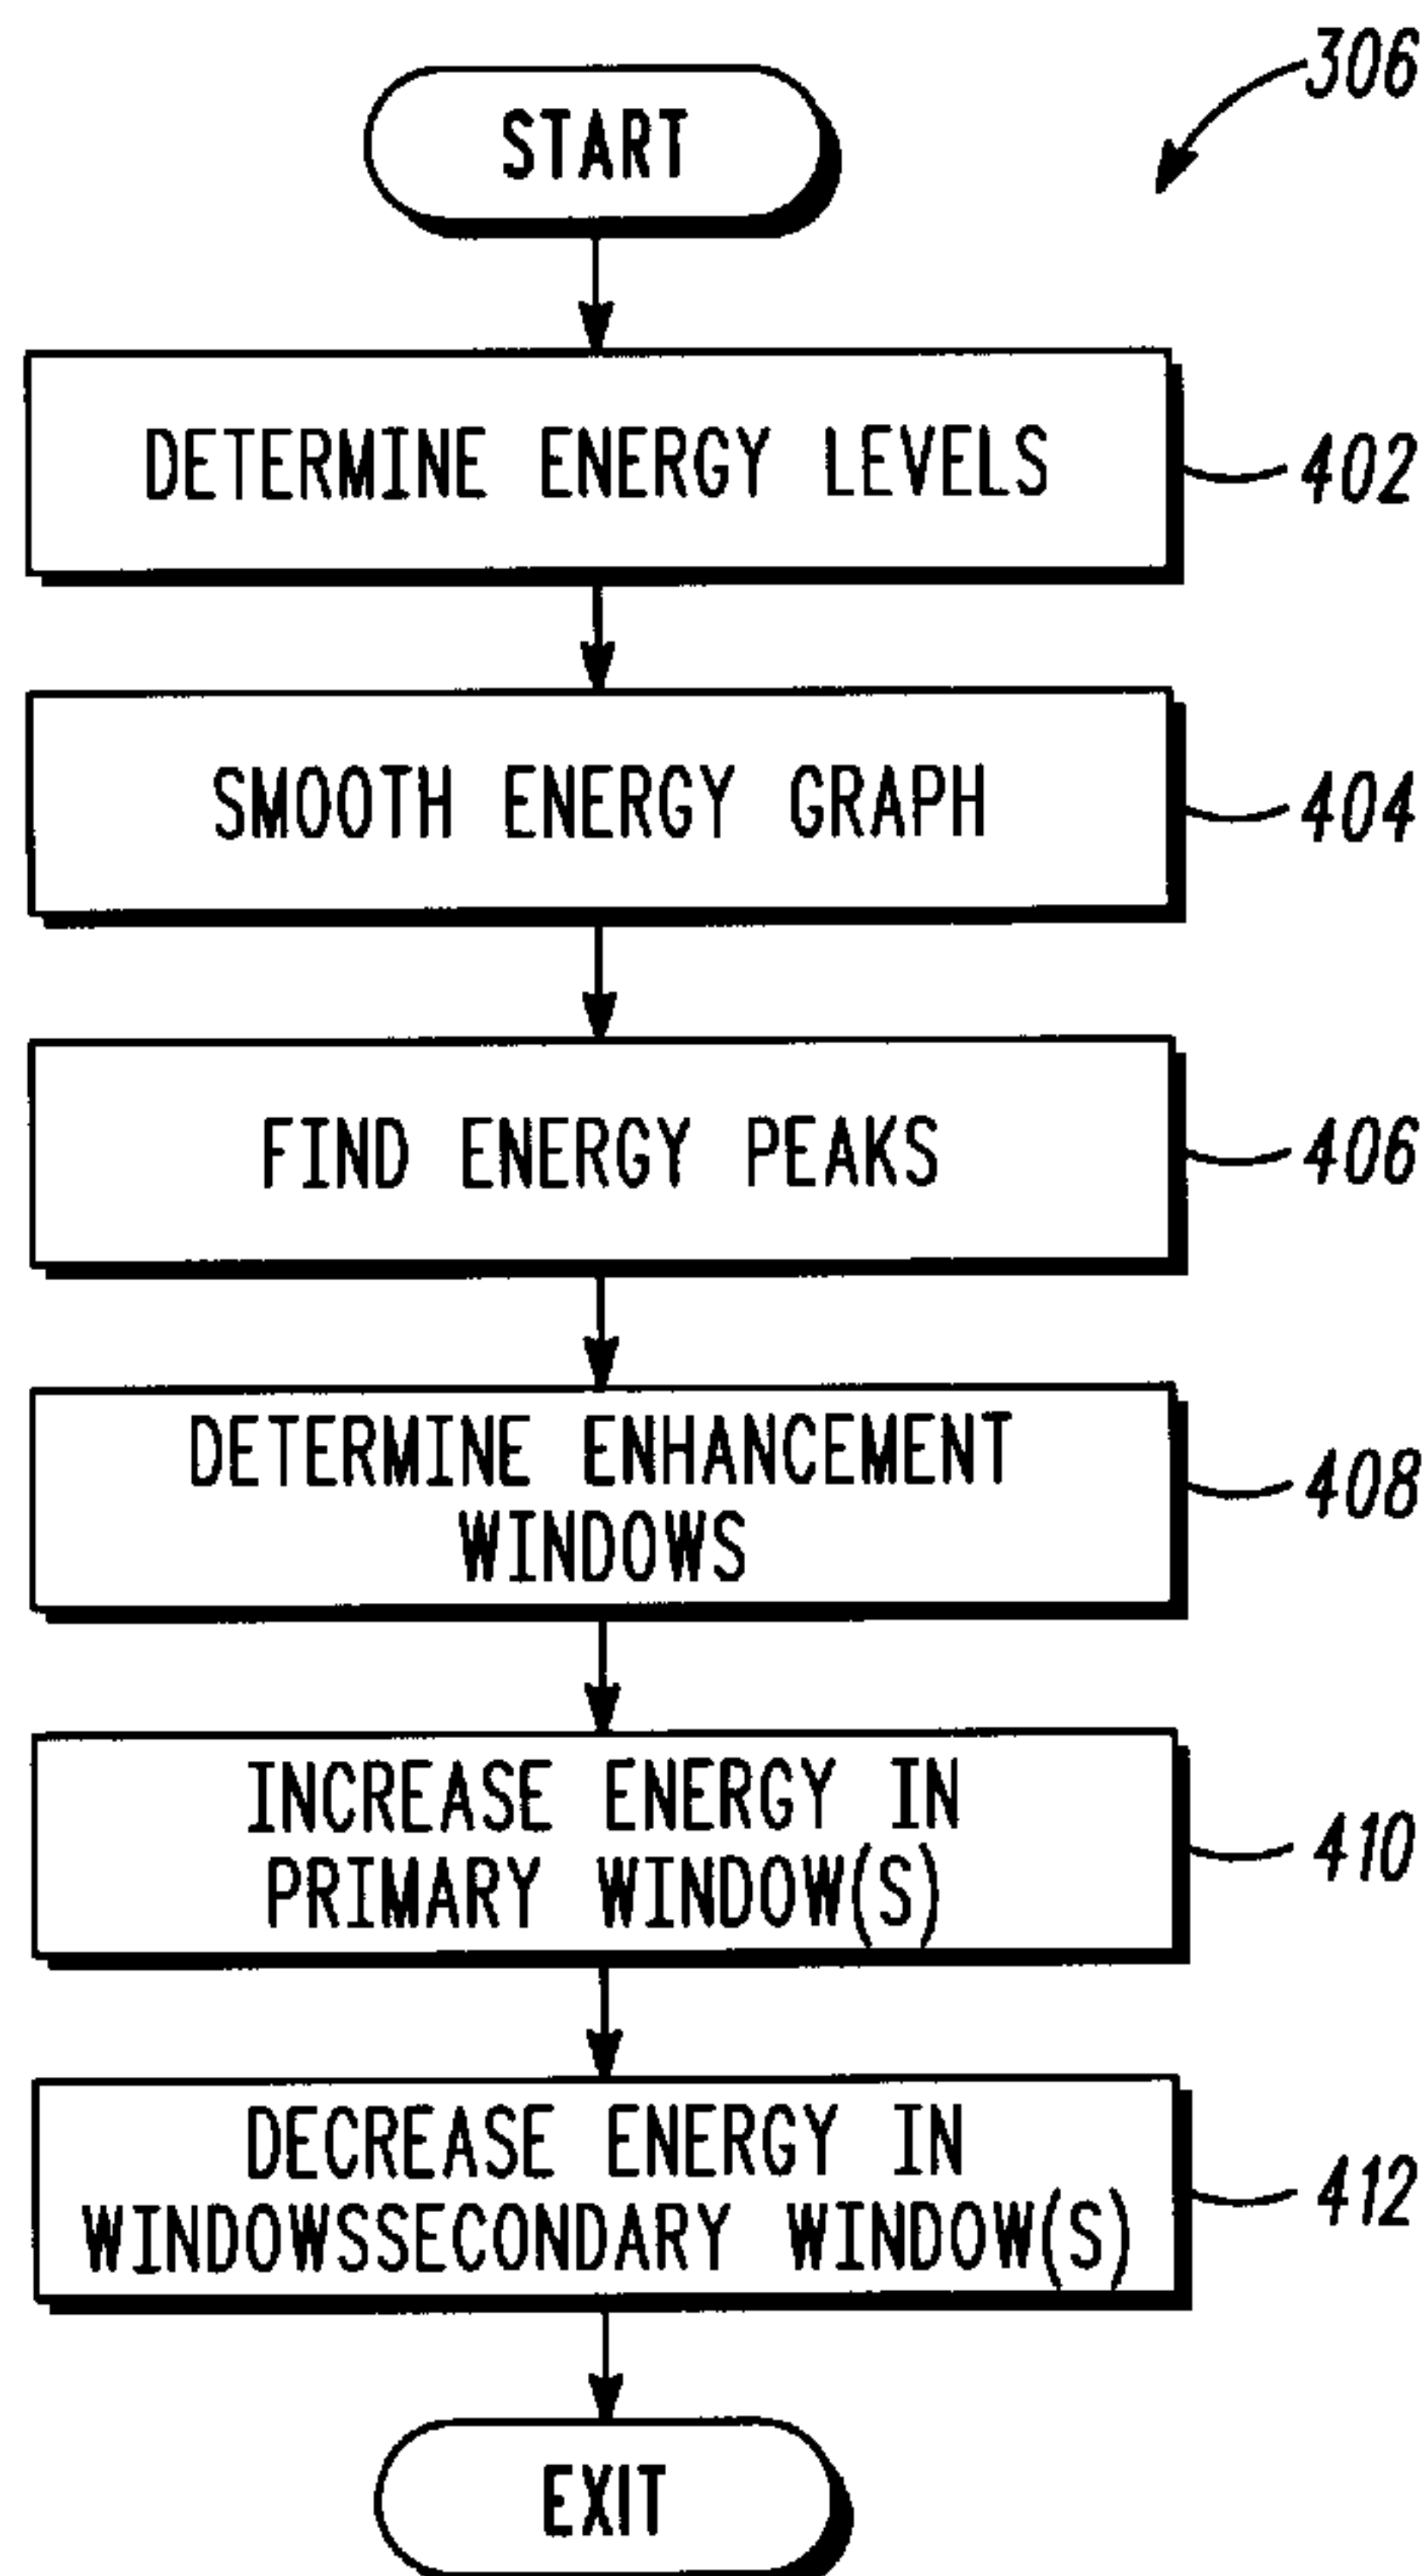 306
START
DETERMINE ENERGY LEVELS
402
SMOOTH ENERGY GRAPH
404
FIND ENERGY PEAKS
406
DETERMINE ENHANCEMENT
WINDOWS
408
INCREASE ENERGY IN
PRIMARY WINDOW(S)
410
DECREASE ENERGY IN
WINDOWSSECONDARY WINDOW(S)
412
EXIT